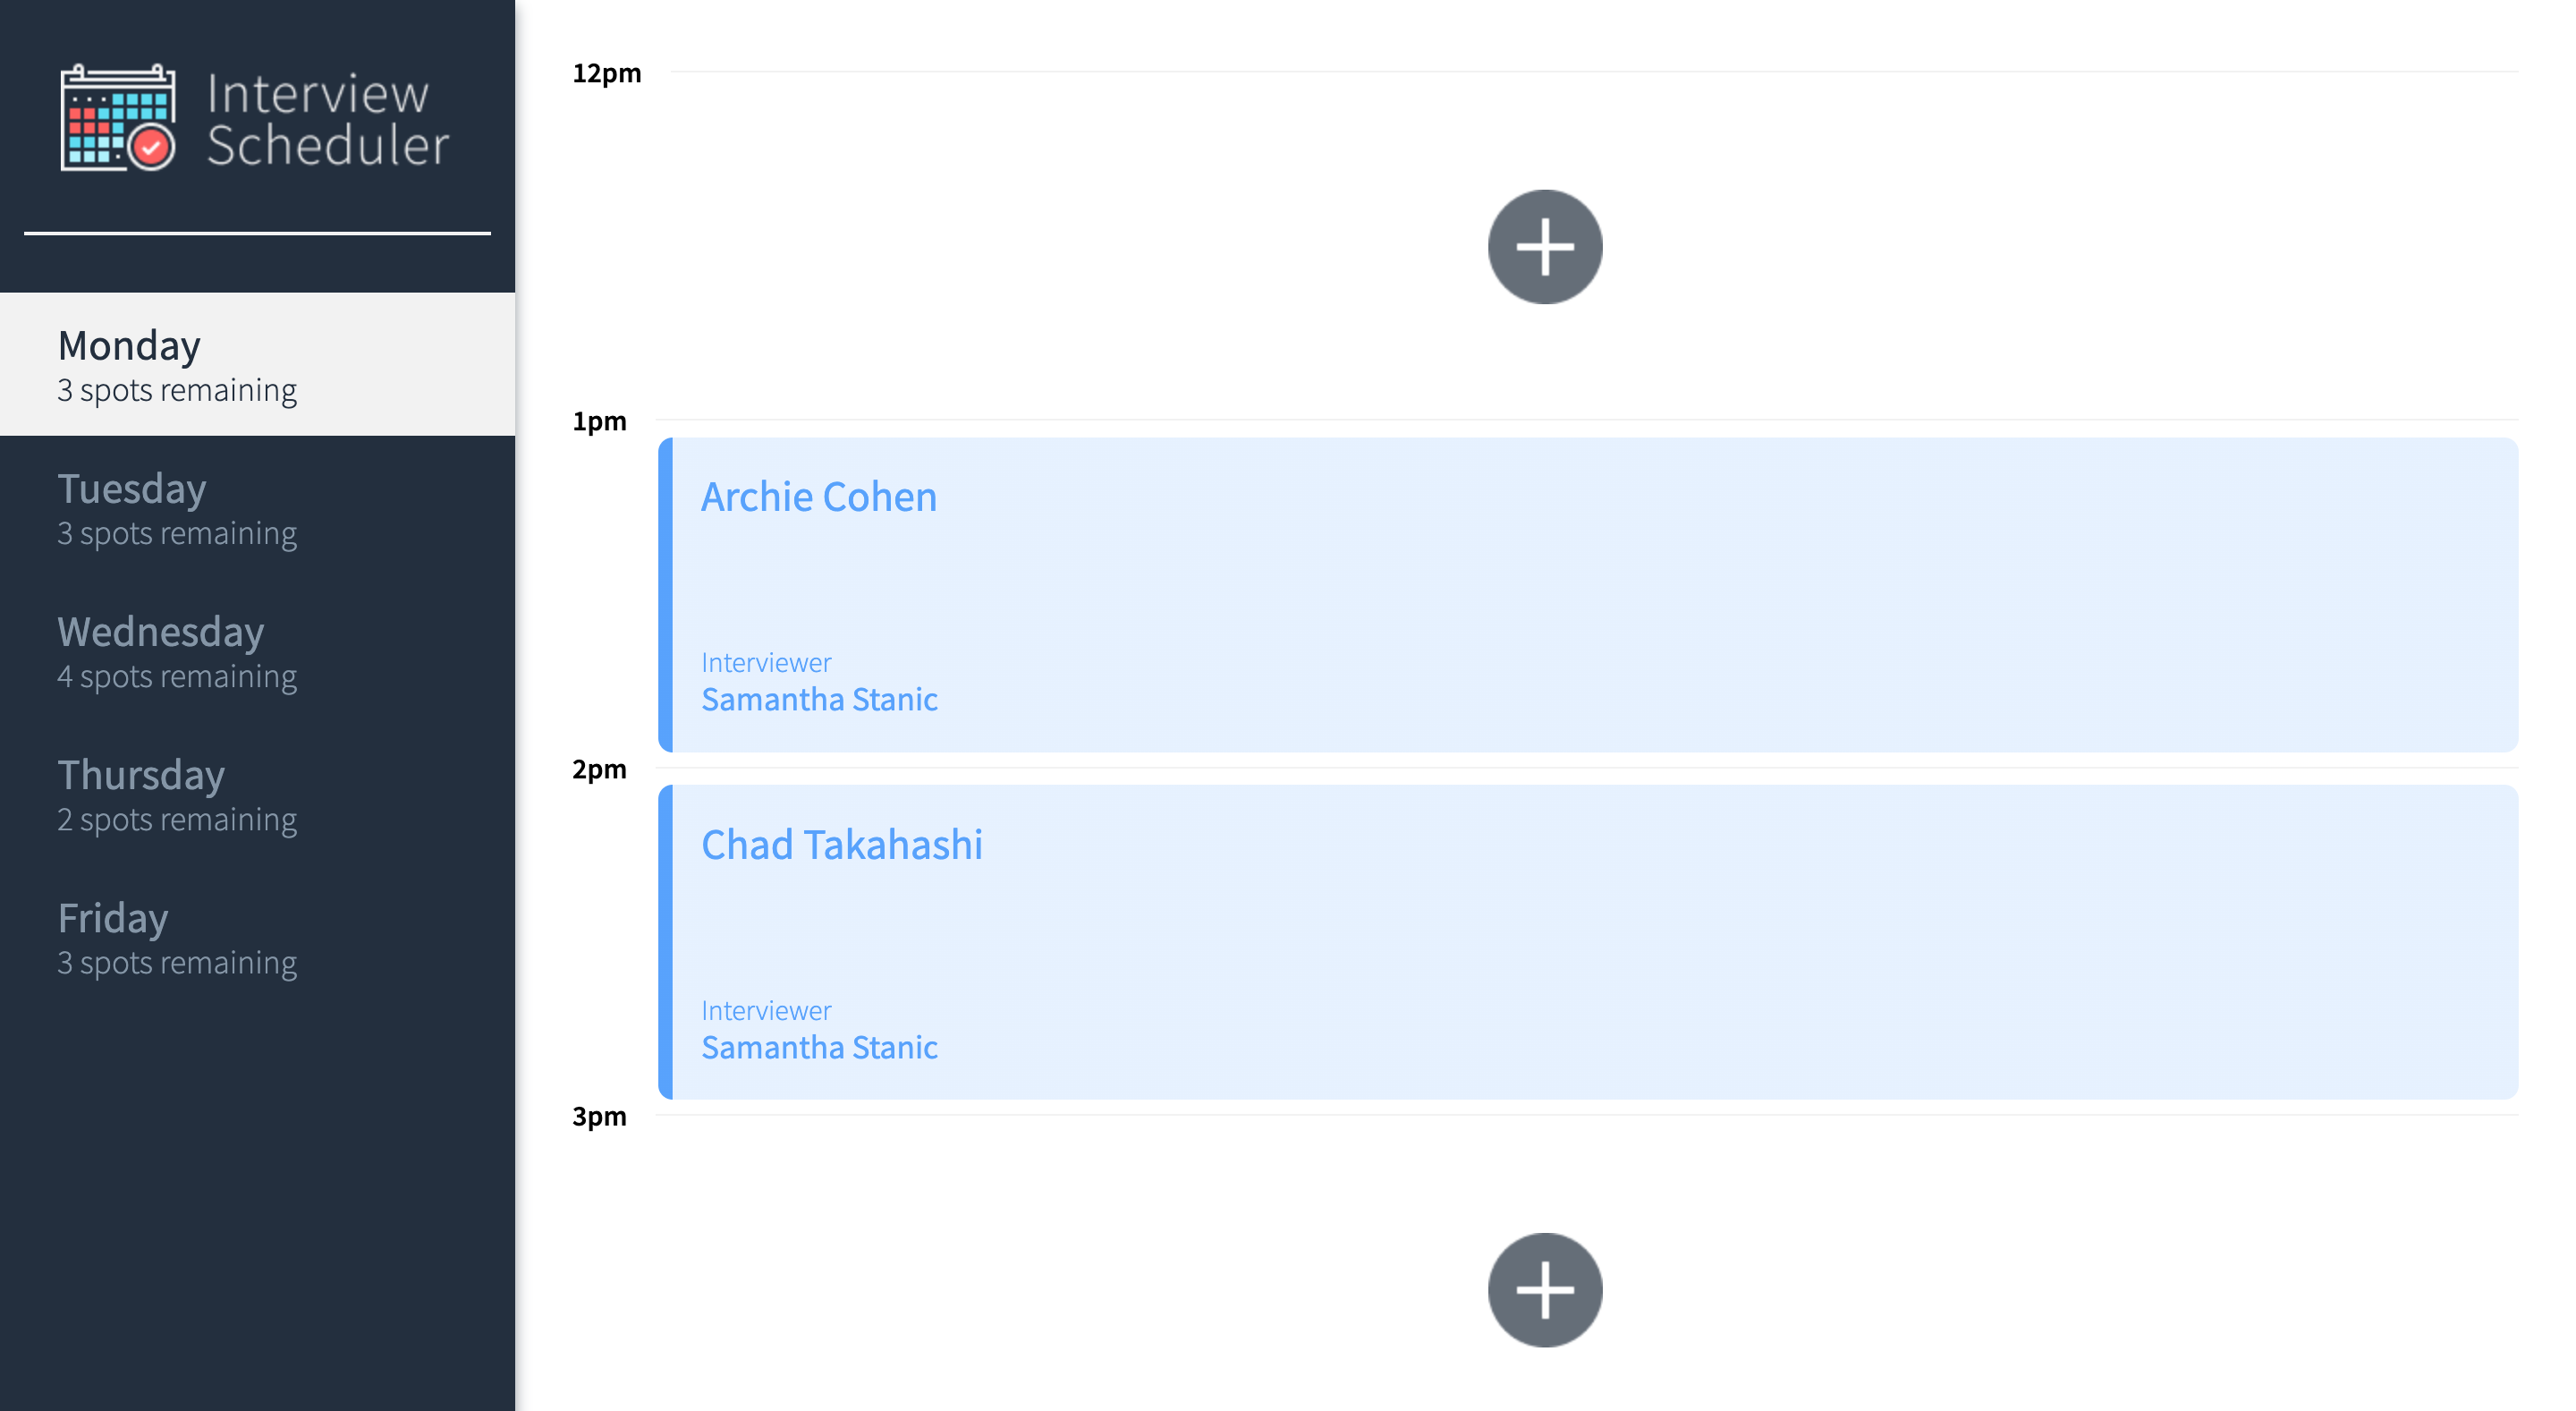 Interview
Scheduler
Monday
3 spots remaining
Tuesday
3 spots remaining
Wednesday
4 spots remaining
Thursday
2 spots remaining
Friday
3 spots remaining
12pm
1pm
Archie Cohen
Interviewer
Samantha Stanic
2pm
Chad Takahashi
Interviewer
Samantha Stanic
3pm